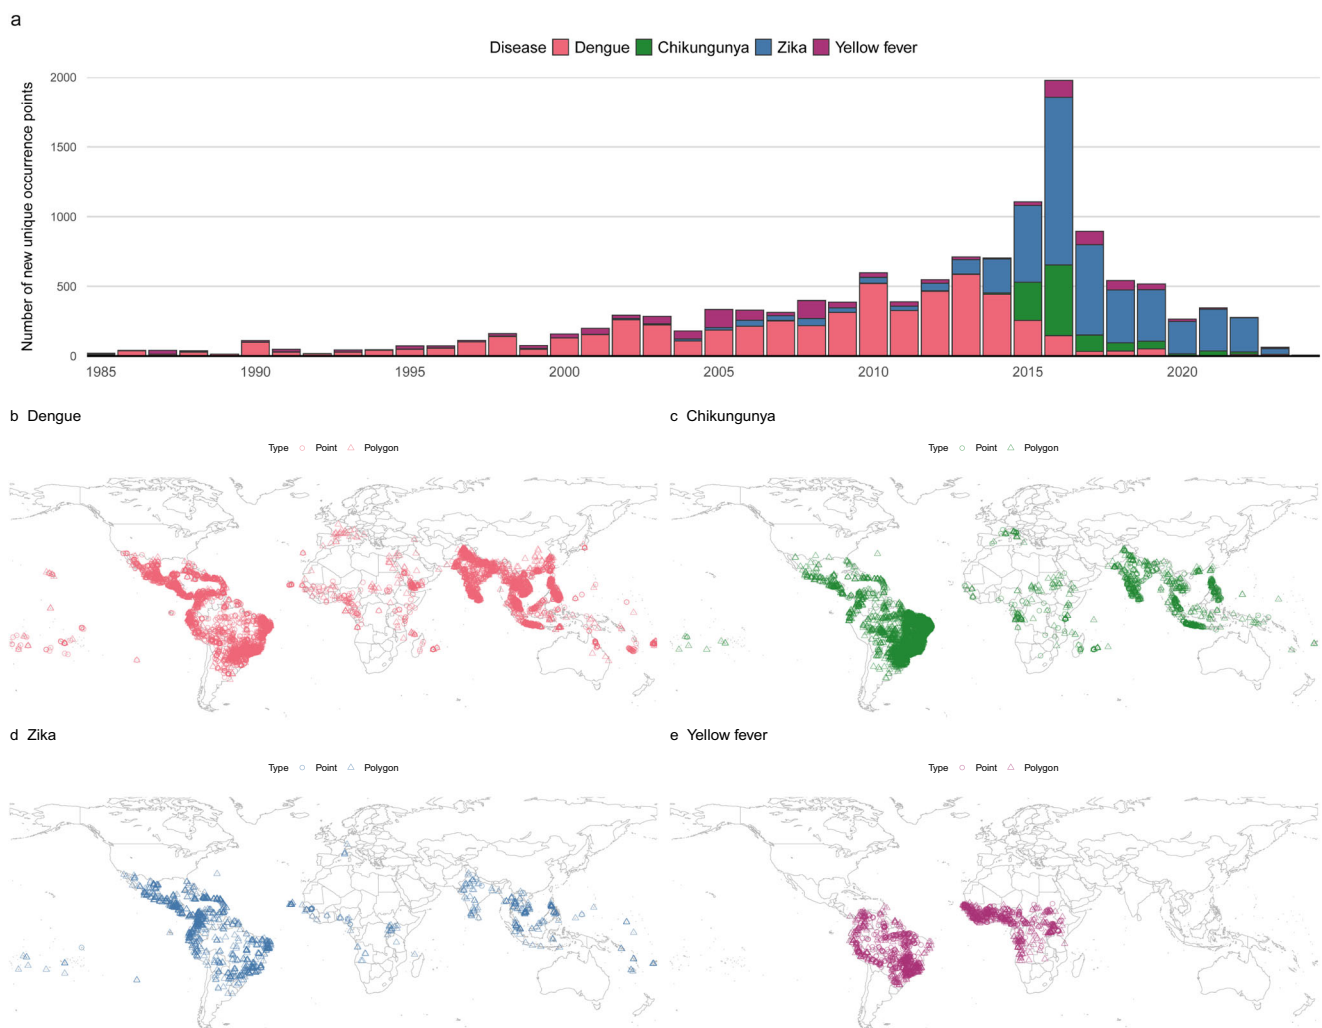 a
Disease Dengue Chikungunya Zika Yellow fever
Number of new unique occurrence points
2000
1500
1000
500
0
1985 1990 1995 2000 2005 2010 2015 2020
b Dengue
Type Point Polygon
c Chikungunya
Type Point Polygon
d Zika
Type Point Polygon
e Yellow fever
Type Point Polygon